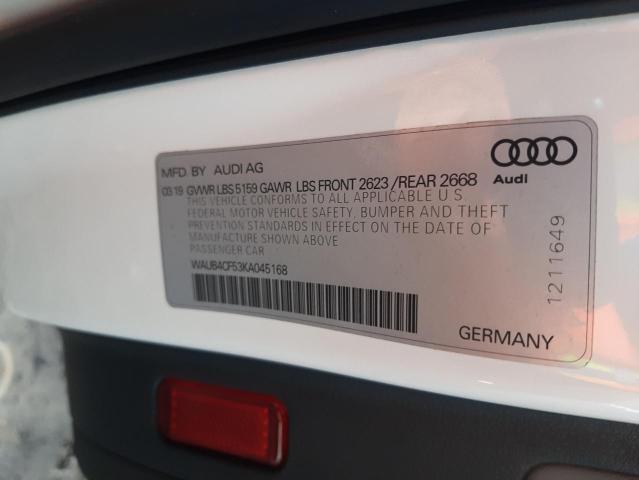 MFD. BY AUDI AG
03 19 GVWR LBS 5159 GAWR LBS FRONT 2623 /REAR 2668
THIS VEHICLE CONFORMS TO ALL APPLICABLE U S
FEDERAL MOTOR VEHICLE SAFETY, BUMPER AND THEFT
PREVENTION STANDARDS IN EFFECT ON THE DATE OF
MANUFACTURE SHOWN ABOVE
PASSENGER CAR
WAUB4CF53KA045168
Audi
1211649
GERMANY